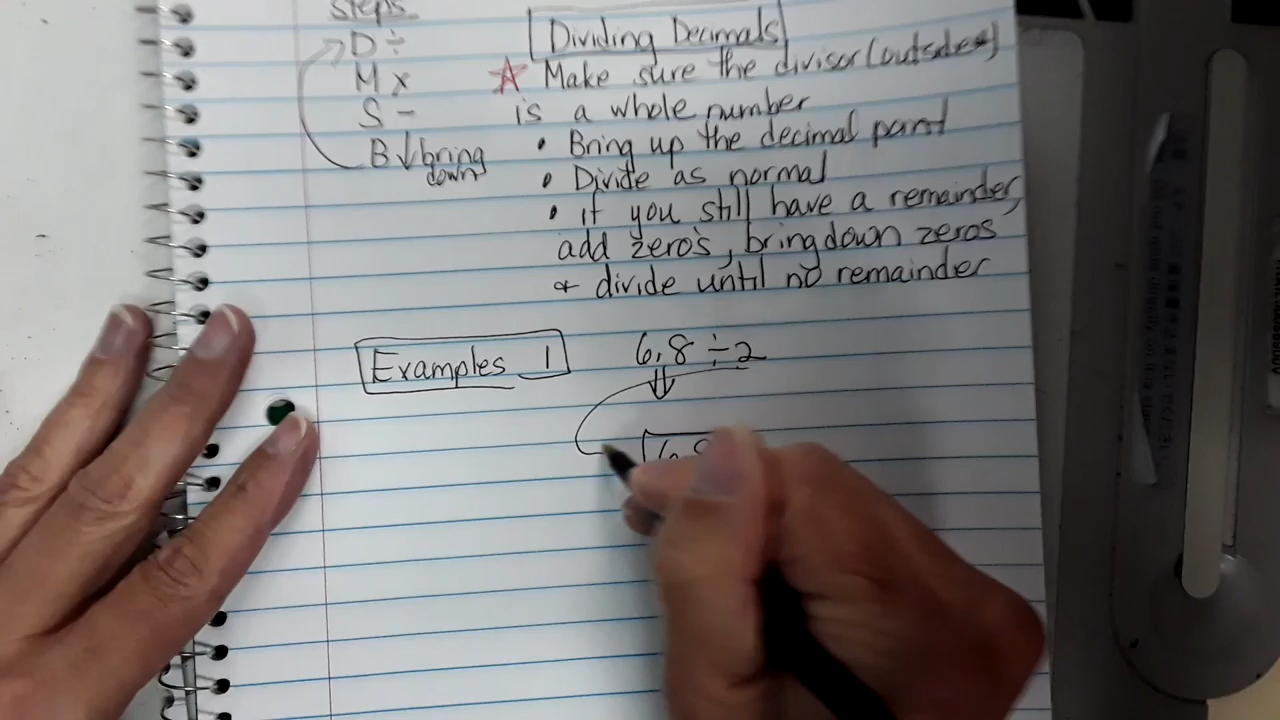 steps
D ÷
M x
S -
B↓bring
down
Dividing Decimals
Make sure the divisor (outside)
is a whole number
• Bring up the decimal point
• Divide as normal
• if you still have a remainder,
add zero's, bring down zeros
+ divide until no remainder
Examples 1
6.8 ÷ 2
6.8